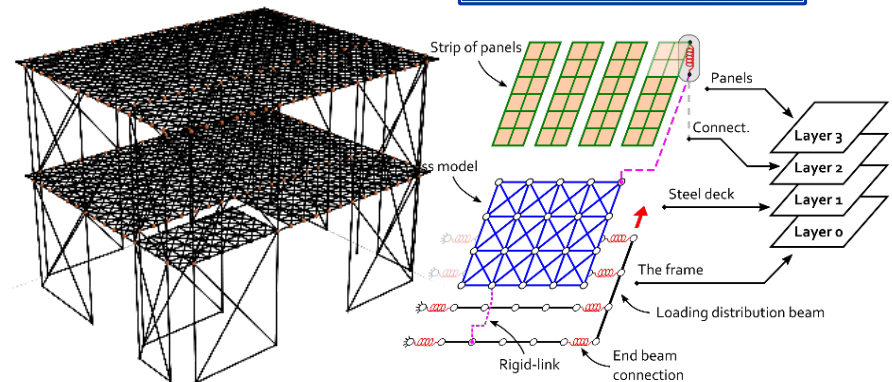 Strip of panels
Panels
Connect.
Layer 3
Layer 2
Layer 1
Layer 0
model
Steel deck
The frame
Loading distribution beam
Rigid-link
End beam
connection